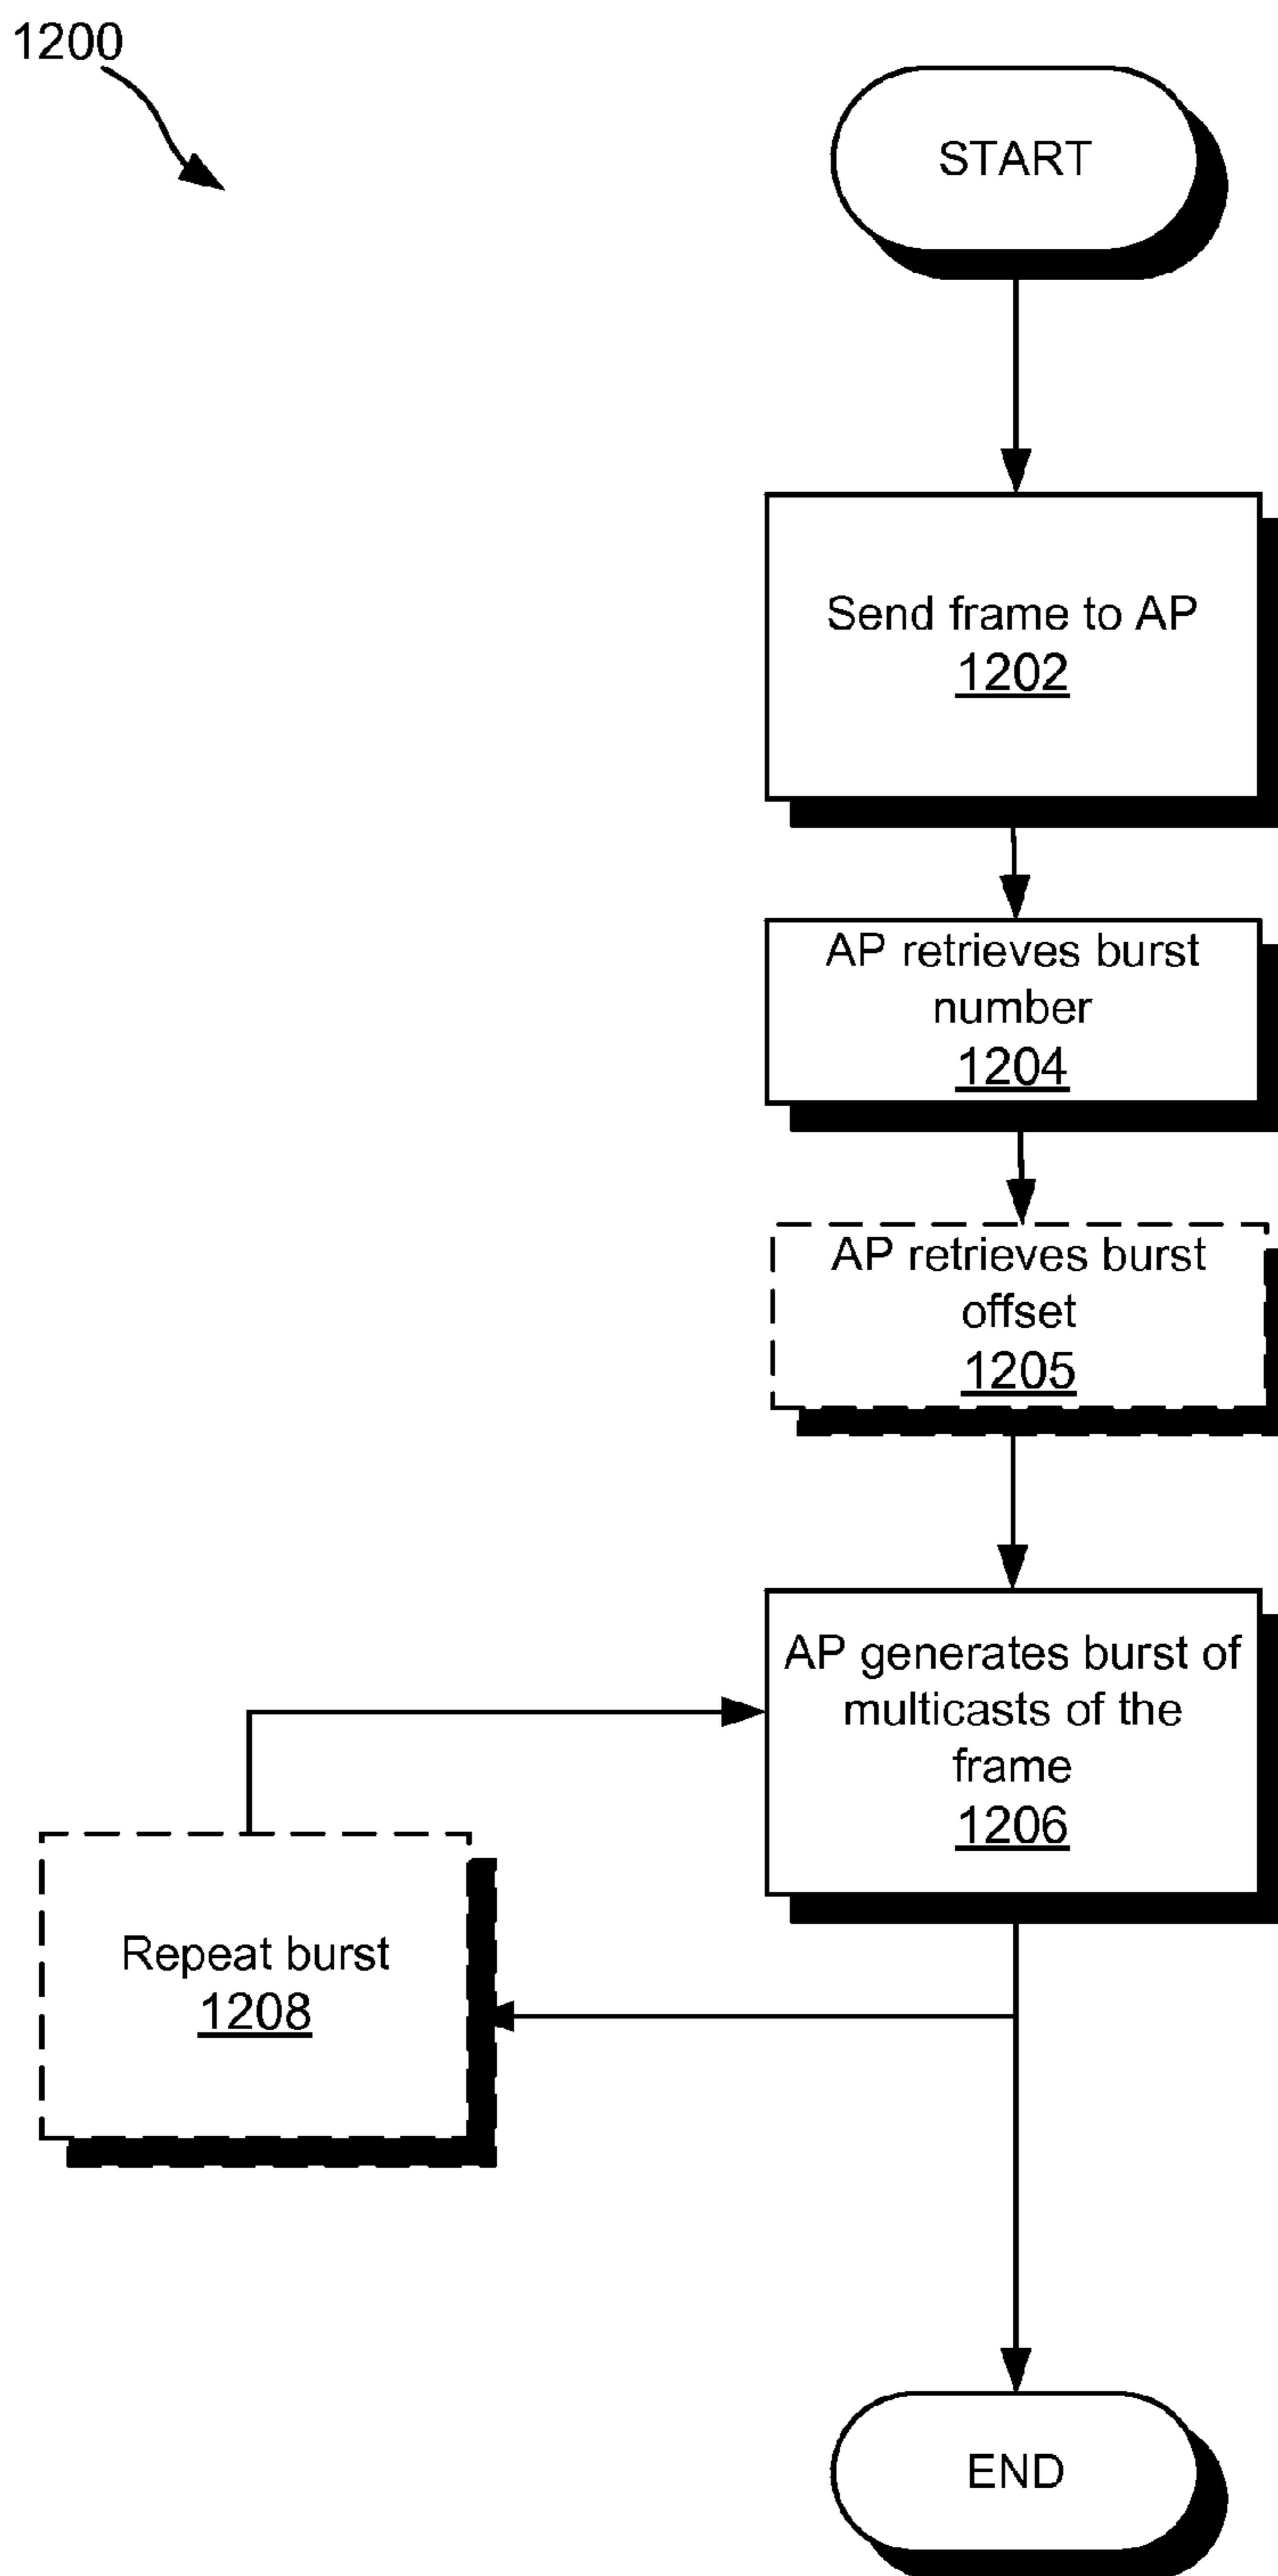 1200
START
Send frame to AP
1202
AP retrieves burst
number
1204
AP retrieves burst
offset
1205
AP generates burst of
multicasts of the
frame
1206
Repeat burst
1208
END